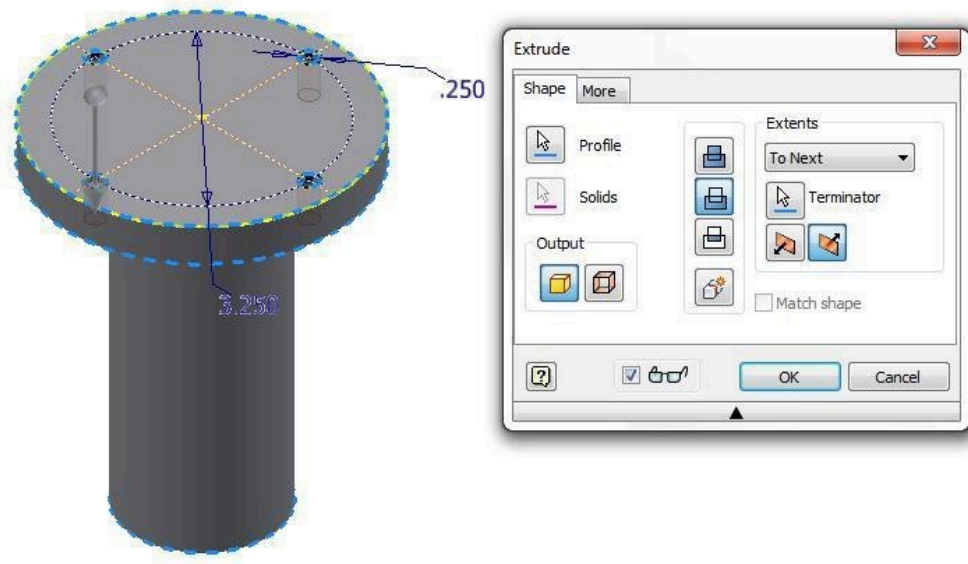 .250
3.250
Extrude
X
Shape
More
Profile
Solids
Output
Extents
To Next
Terminator
Match shape
?
OK
Cancel